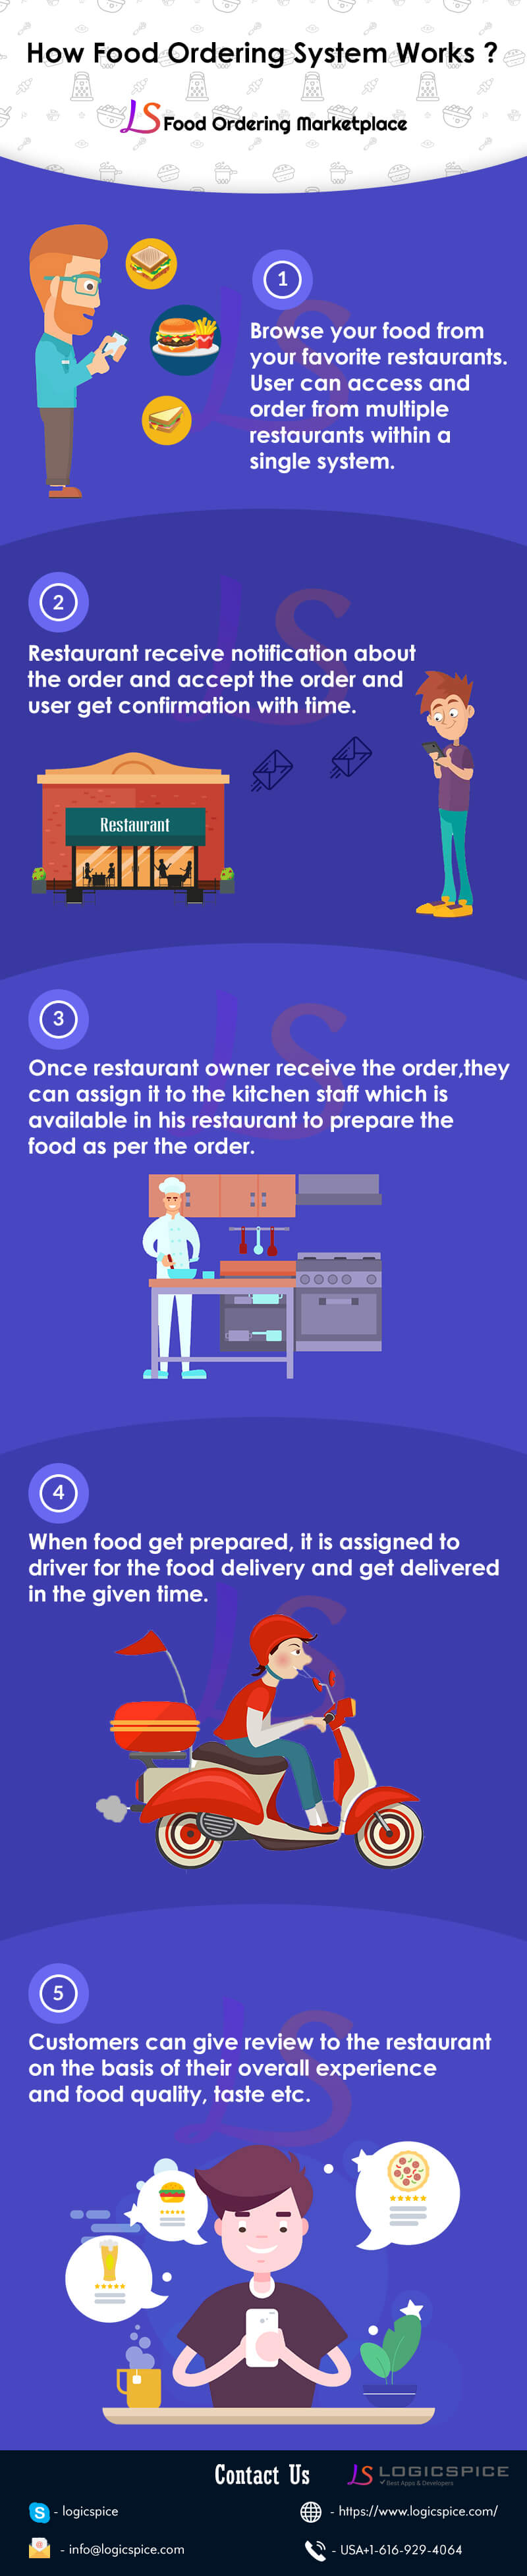 How Food Ordering System Works ?
LS Food Ordering Marketplace
1
Browse your food from
your favorite restaurants.
User can access and
order from multiple
restaurants within a
single system.
2
Restaurant receive notification about
the order and accept the order and
user get confirmation with time.
Restaurant
3
Once restaurant owner receive the order,they
can assign it to the kitchen staff which is
available in his restaurant to prepare the
food as per the order.
4
When food get prepared, it is assigned to
driver for the food delivery and get delivered
in the given time.
5
Customers can give review to the restaurant
on the basis of their overall experience
and food quality, taste etc.
Contact Us
LS LOGICSPICE
Best Apps & Developers
S - logicspice
- https://www.logicspice.com/
- info@logicspice.com
- USA+1-616-929-4064